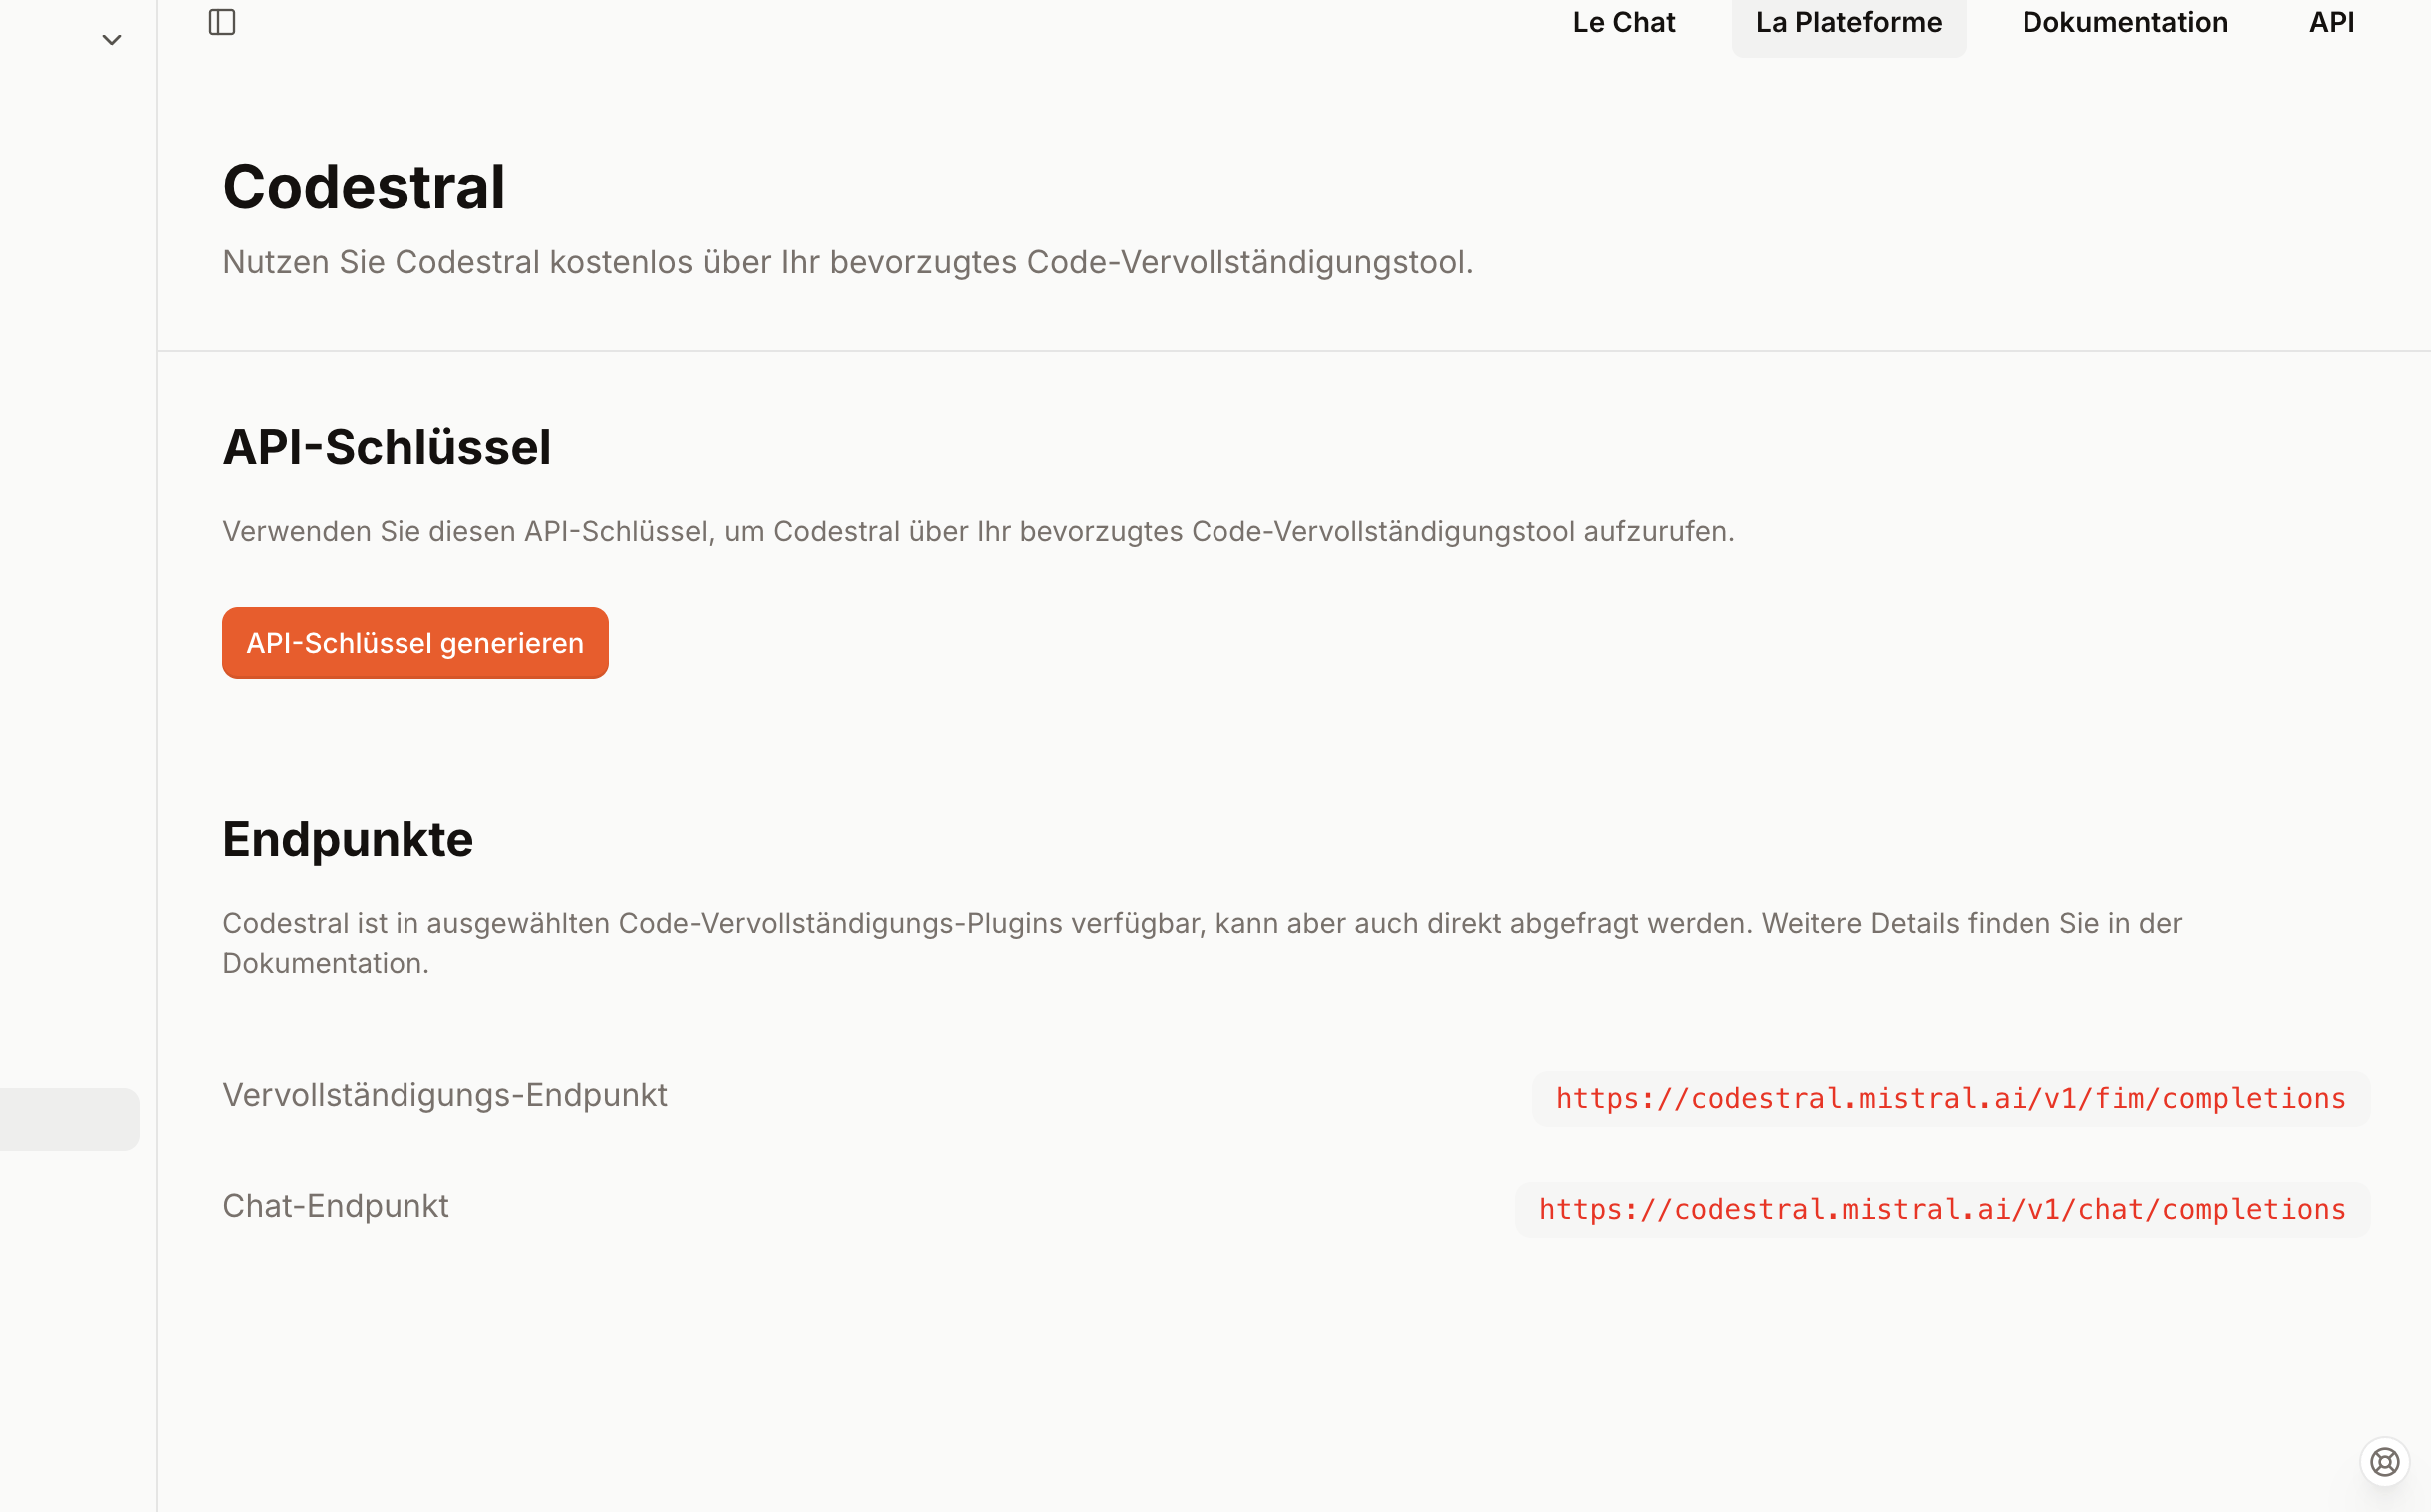 Le Chat
La Plateforme
Dokumentation
API
Codestral
Nutzen Sie Codestral kostenlos über Ihr bevorzugtes Code-Vervollständigungstool.
API-Schlüssel
Verwenden Sie diesen API-Schlüssel, um Codestral über Ihr bevorzugtes Code-Vervollständigungstool aufzurufen.
API-Schlüssel generieren
Endpunkte
Codestral ist in ausgewählten Code-Vervollständigungs-Plugins verfügbar, kann aber auch direkt abgefragt werden. Weitere Details finden Sie in der
Dokumentation.
Vervollständigungs-Endpunkt
https://codestral.mistral.ai/v1/fim/completions
Chat-Endpunkt
https://codestral.mistral.ai/v1/chat/completions